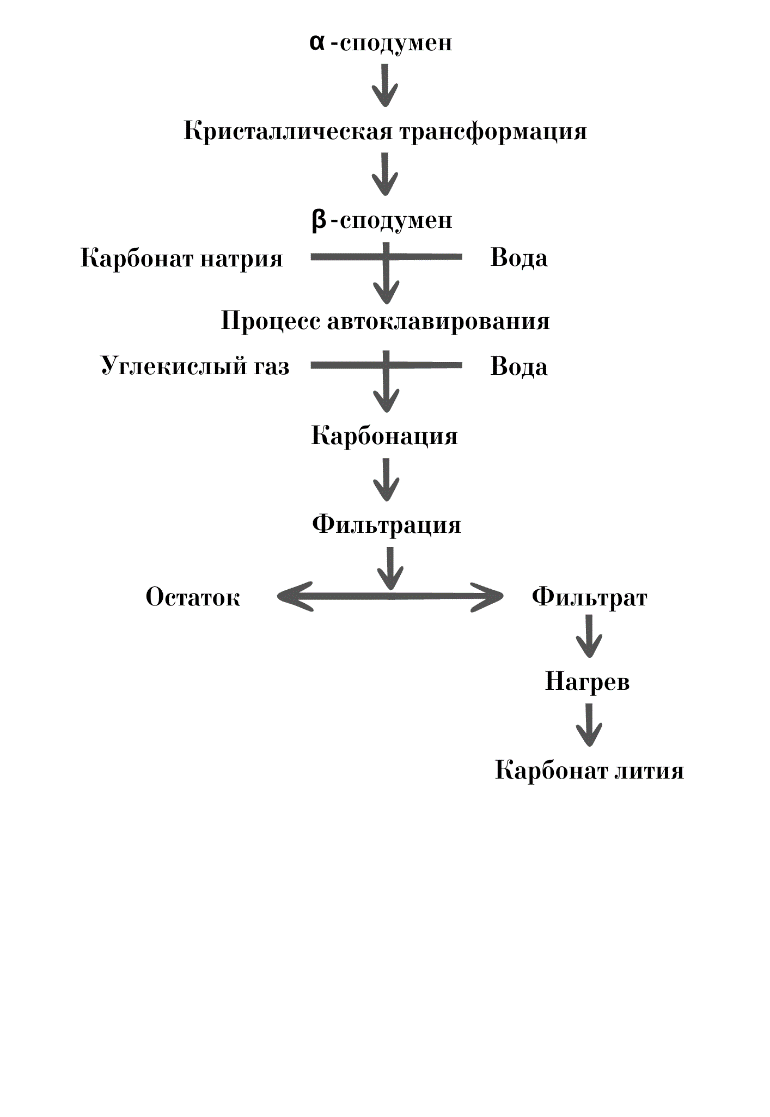 α-сподумен
Кристаллическая трансформация
β-сподумен
Карбонат натрия
Вода
Процесс автоклавирования
Углекислый газ
Вода
Карбонация
Фильтрация
Остаток
Фильтрат
Нагрев
Карбонат лития